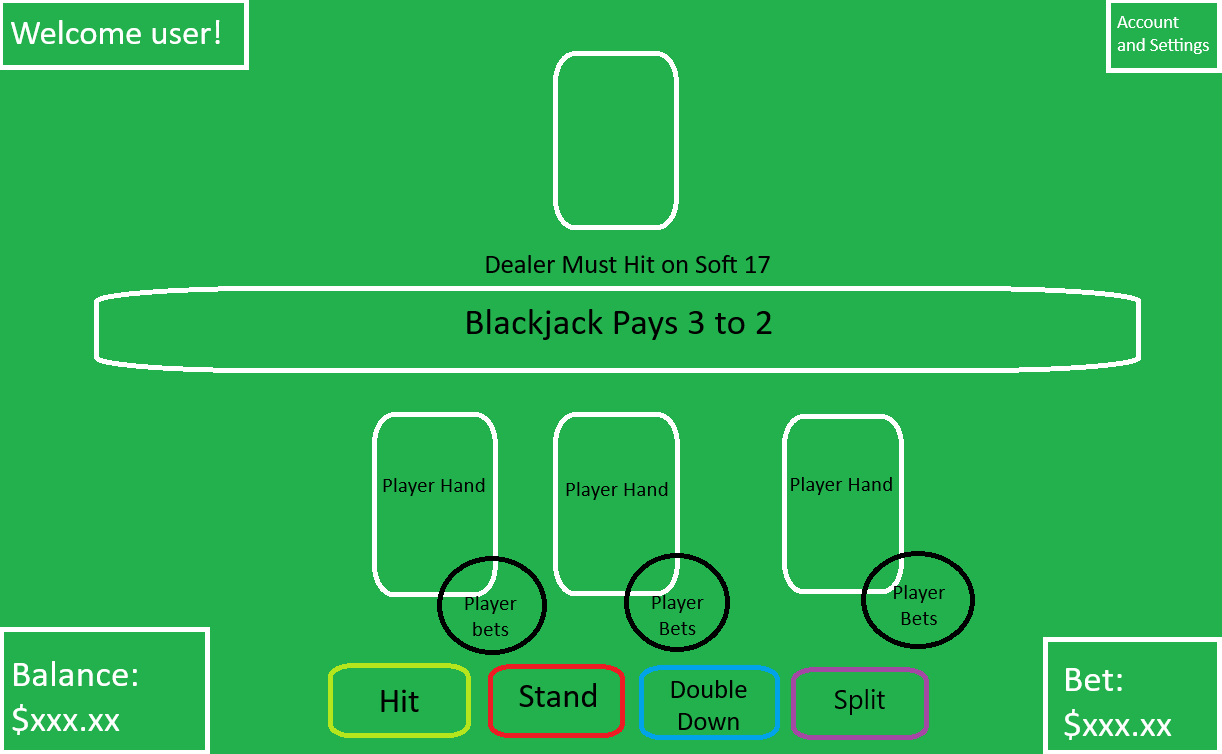 Welcome user!
Account
and Settings
Dealer Must Hit on Soft 17
Blackjack Pays 3 to 2
Player Hand
Player Hand
Player Hand
Player
bets
Player
Bets
Player
Bets
Balance:
$xxx.xx
Hit
Stand
Double
Down
Split
Bet:
$xxx.xx